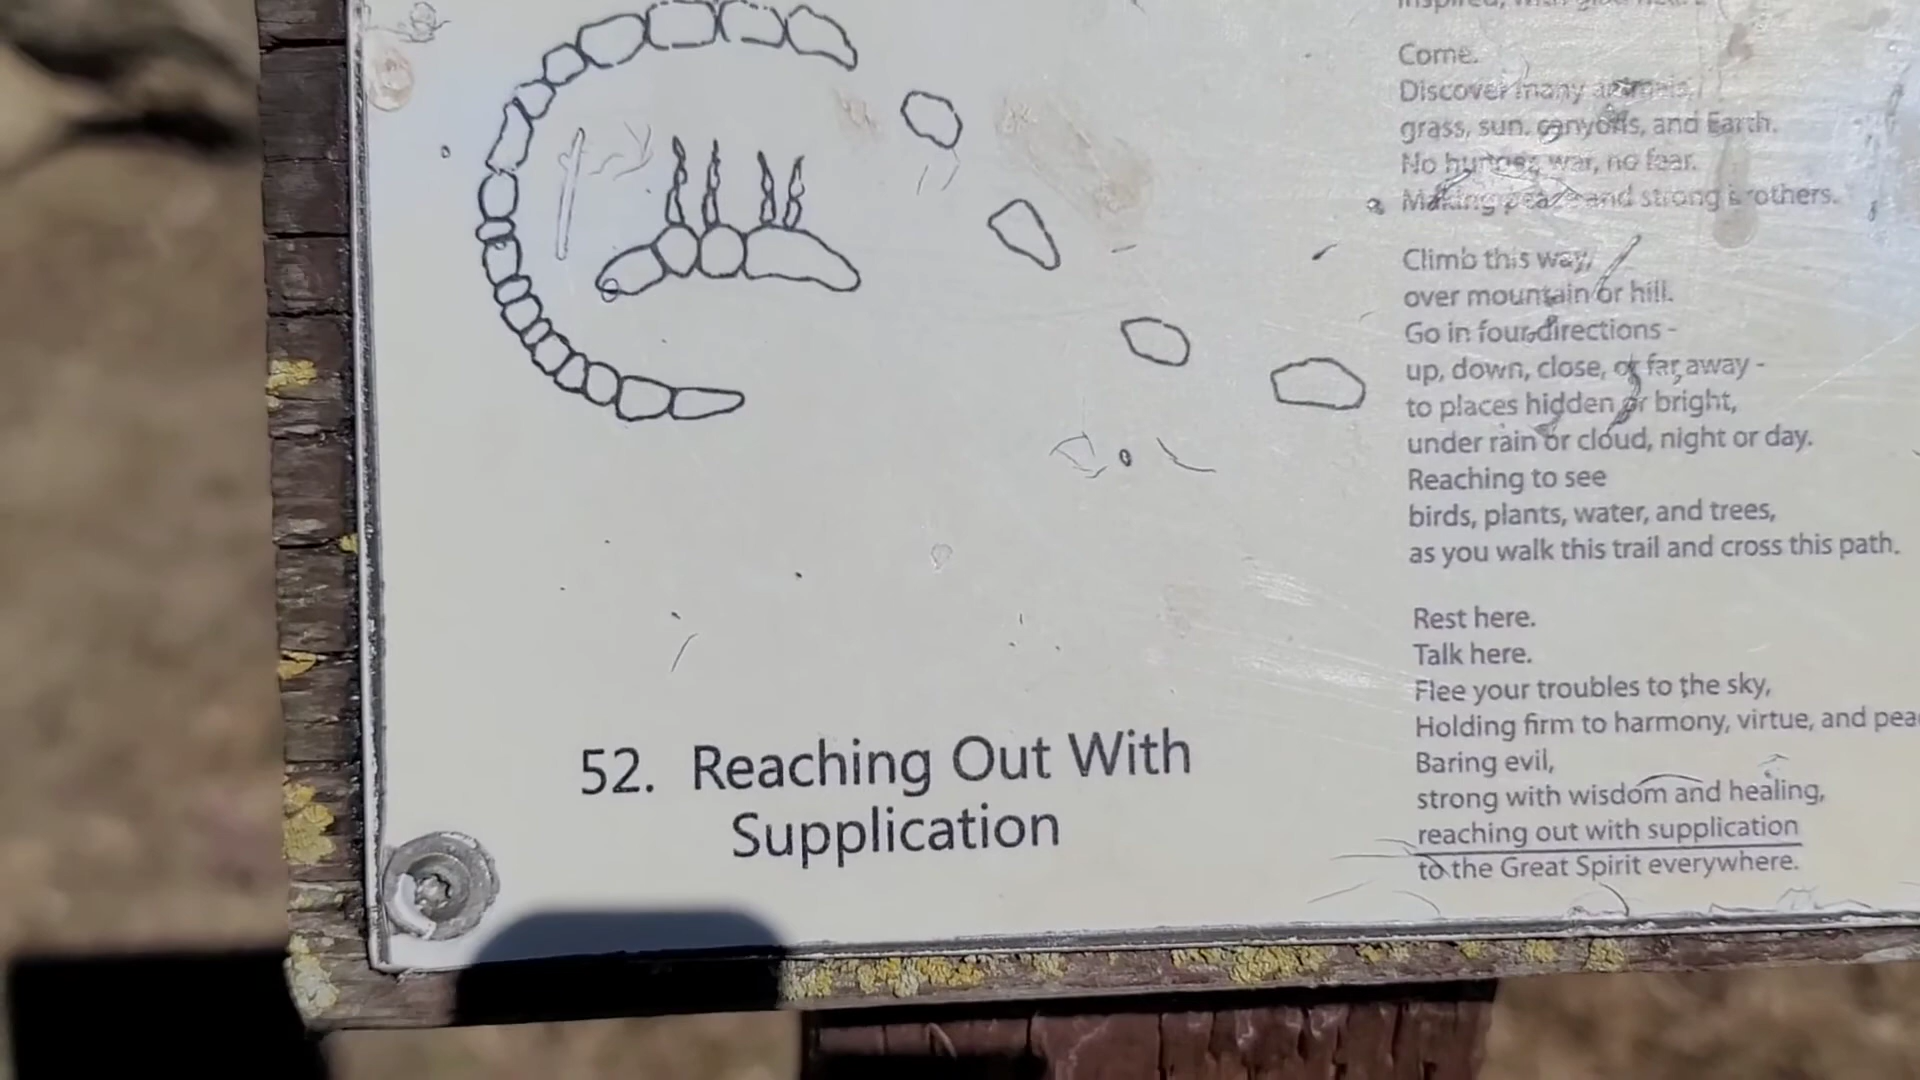 Come.
Discover many animals,
grass, sun, canyons, and Earth.
No hunger, war, no fear.
Making peace and strong brothers.
Climb this way,
over mountain or hill.
Go in four directions -
up, down, close, or far away -
to places hidden or bright,
under rain or cloud, night or day.
Reaching to see
birds, plants, water, and trees,
as you walk this trail and cross this path.
Rest here.
Talk here.
Flee your troubles to the sky,
Holding firm to harmony, virtue, and pea
Baring evil,
strong with wisdom and healing,
reaching out with supplication
to the Great Spirit everywhere.
52. Reaching Out With
Supplication